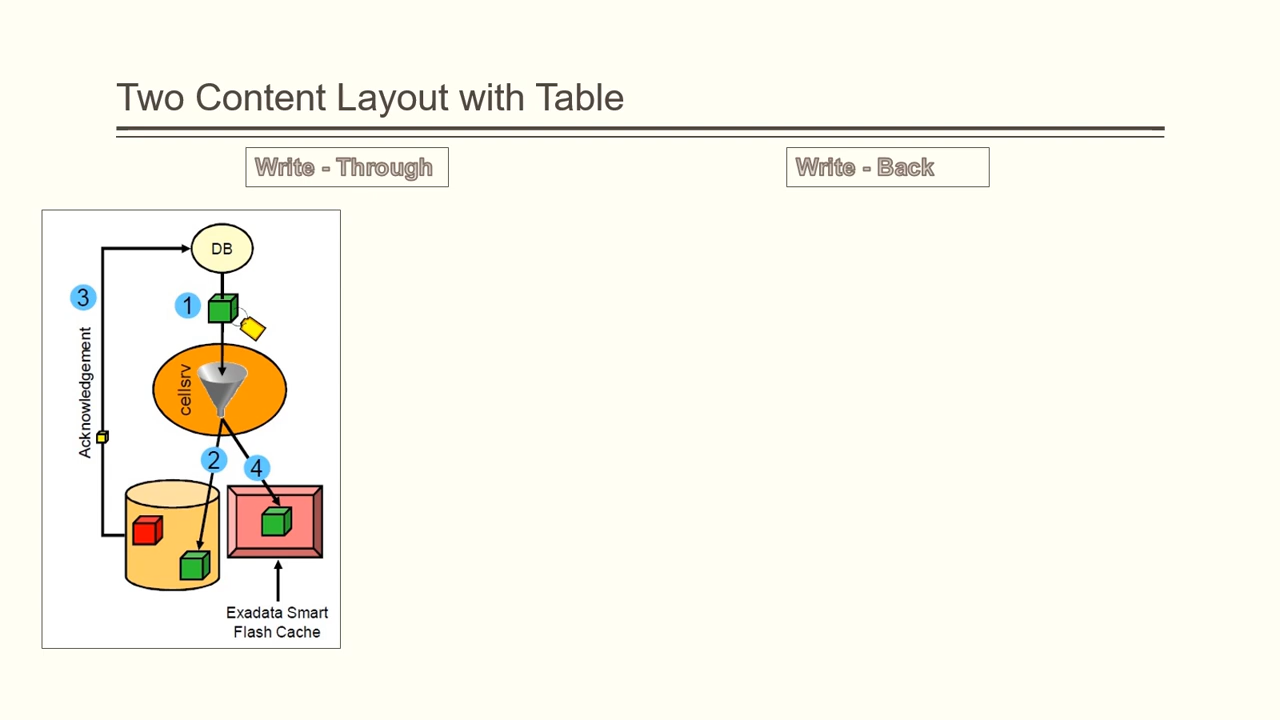 Two Content Layout with Table
Write - Through
Write - Back
DB
3
1
Acknowledgement
cellsrv
2
4
Exadata Smart
Flash Cache